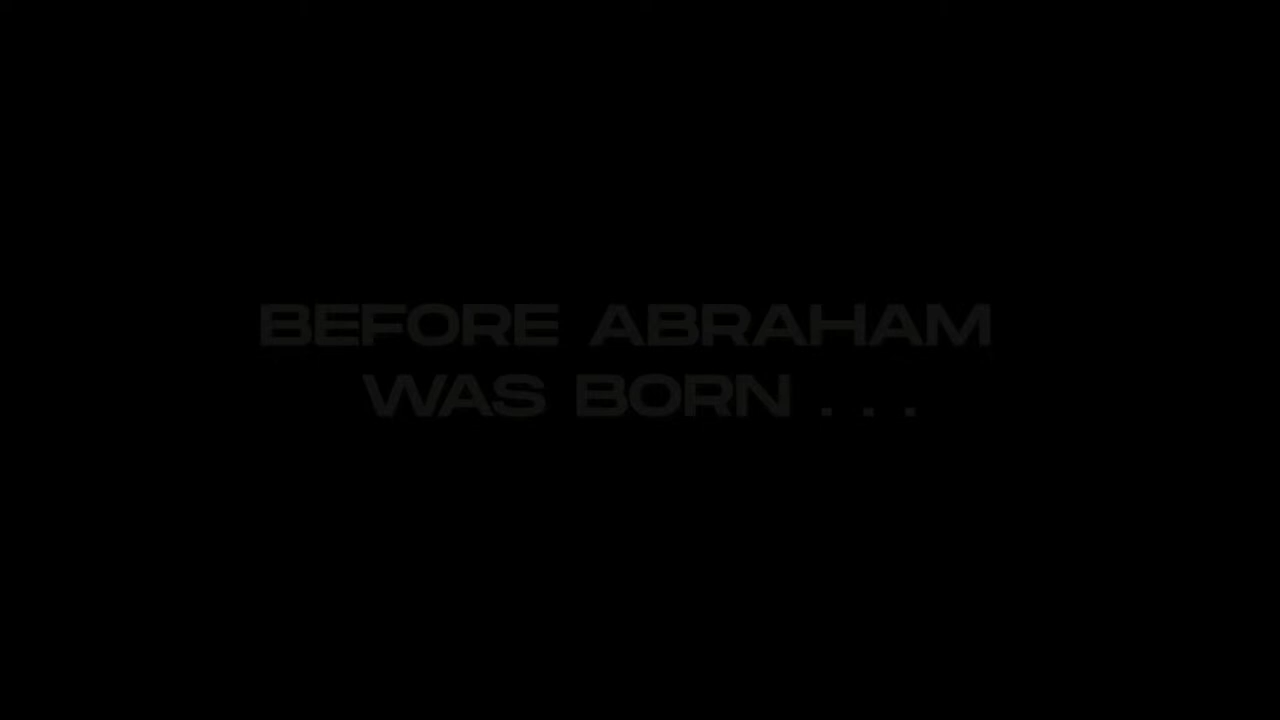 BEFORE ABRAHAM
WAS BORN . . .